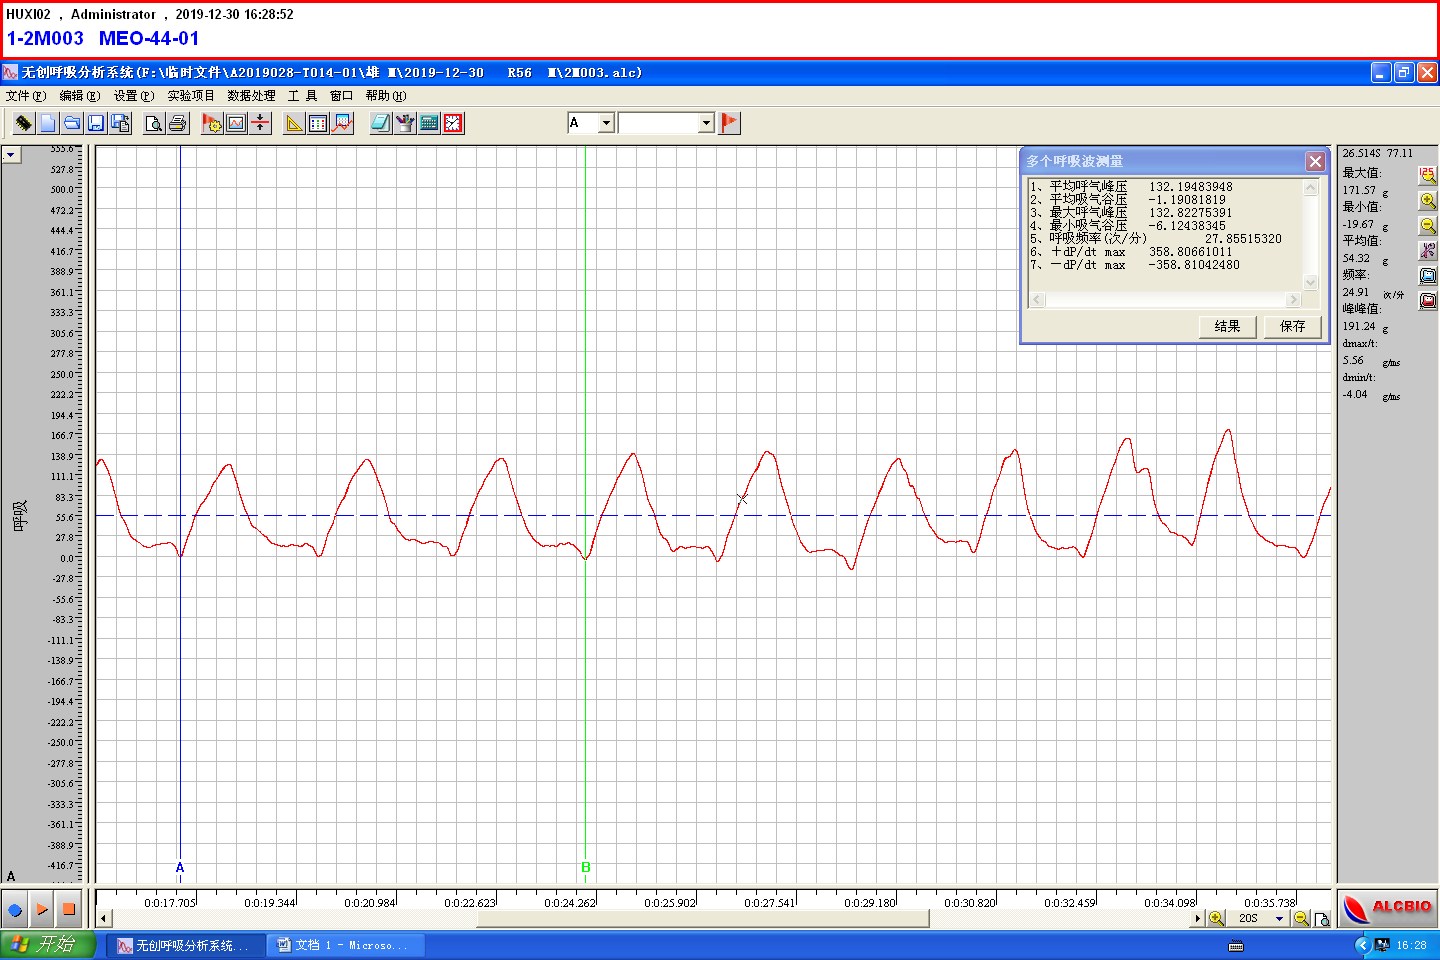 HUXI02 , Administrator , 2019-12-30 16:28:52
1-2M003 MEO-44-01
无创呼吸分析系统(F:\临时文件\A2019028-T014-01\雄 M\2019-12-30 R56 M\2M003.alc)
文件(F) 编辑(E) 设置(P) 实验项目 数据处理 工 具 窗口 帮助(H)
A
多个呼吸波测量
1、平均呼气峰压 132.19483948
2、平均吸气谷压 -1.19081819
3、最大呼气峰压 132.82275391
4、最小吸气谷压 -6.12438345
5、呼吸频率(次/分) 27.85515320
6、＋dP/dt max 358.80661011
7、－dP/dt max -358.81042480
结果 保存
26.514S 77.11
最大值:
171.57 g
最小值:
-19.67 g
平均值:
54.32 g
频率:
24.91 次/分
峰峰值:
191.24 g
dmax/t:
5.56 g/ms
dmin/t:
-4.04 g/ms
555.6
527.8
500.0
472.2
444.4
416.7
388.9
361.1
333.3
305.6
277.8
250.0
222.2
194.4
166.7
138.9
111.1
83.3
55.6
27.8
0.0
-27.8
-55.6
-83.3
-111.1
-138.9
-166.7
-194.4
-222.2
-250.0
-277.8
-305.6
-333.3
-361.1
-388.9
-416.7
呼吸
A
A B
0:0:17.705 0:0:19.344 0:0:20.984 0:0:22.623 0:0:24.262 0:0:25.902 0:0:27.541 0:0:29.180 0:0:30.820 0:0:32.459 0:0:34.098 0:0:35.738
20S
ALCBIO
开始 无创呼吸分析系统... 文档 1 - Microso... 16:28